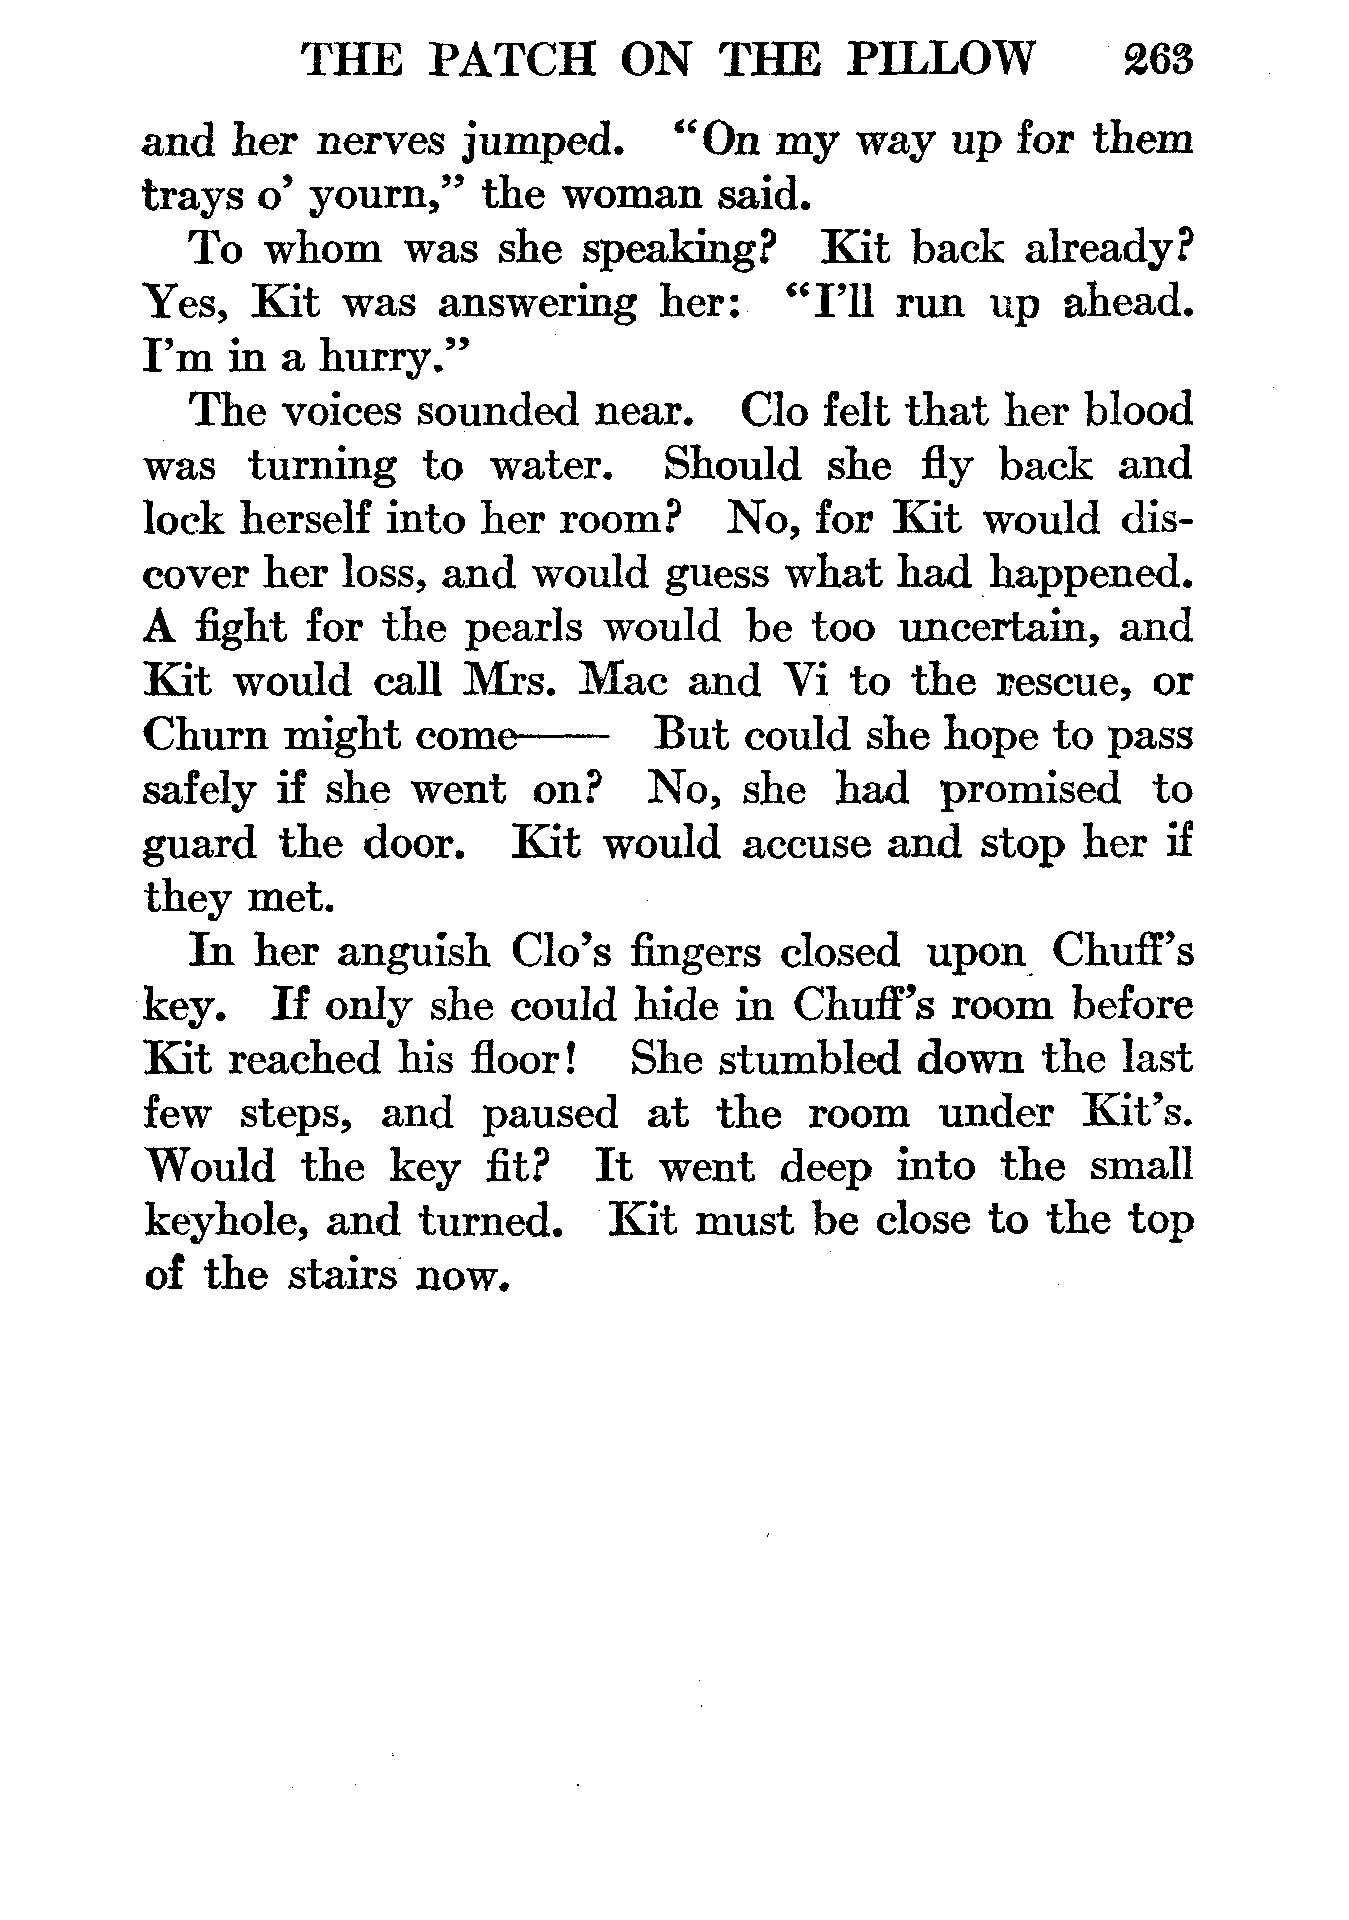 THE PATCH ON THE PILLOW 263
and her nerves jumped. “On my way up for them
trays o’ yourn,” the woman said.
To whom was she speaking? Kit back already?
Yes, Kit was answering her: “I’ll run up ahead.
I’m in a hurry.”
The voices sounded near. Clo felt that her blood
was turning to water. Should she fly back and
lock herself into her room? No, for Kit would dis-
cover her loss, and would guess what had happened.
A fight for the pearls would be too uncertain, and
Kit would call Mrs. Mac and Vi to the rescue, or
Churn might come—— But could she hope to pass
safely if she went on? No, she had promised to
guard the door. Kit would accuse and stop her if
they met.
In her anguish Clo’s fingers closed upon Chuff’s
key. If only she could hide in Chuff’s room before
Kit reached his floor! She stumbled down the last
few steps, and paused at the room under Kit’s.
Would the key fit? It went deep into the small
keyhole, and turned. Kit must be close to the top
of the stairs now.